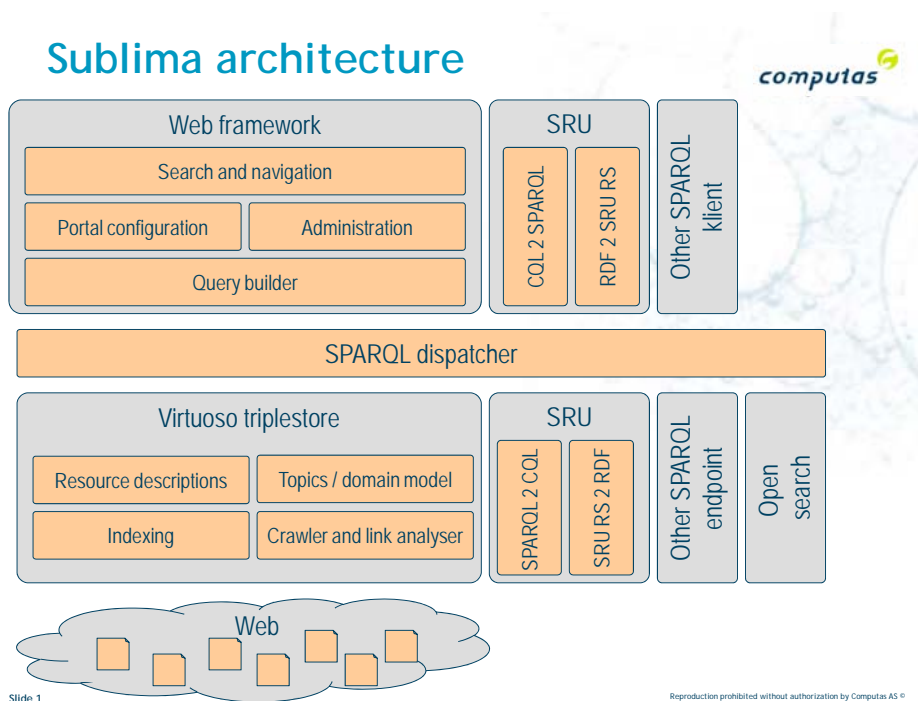 Sublima architecture
computas
Web framework
Search and navigation
Portal configuration
Administration
Query builder
SRU
CQL 2 SPARQL
RDF 2 SRU RS
Other SPARQL
klient
SPARQL dispatcher
Virtuoso triplestore
Resource descriptions
Topics / domain model
Indexing
Crawler and link analyser
SRU
SPARQL 2 CQL
SRU RS 2 RDF
Other SPARQL
endpoint
Open
search
Web
Slide 1
Reproduction prohibited without authorization by Computas AS ©